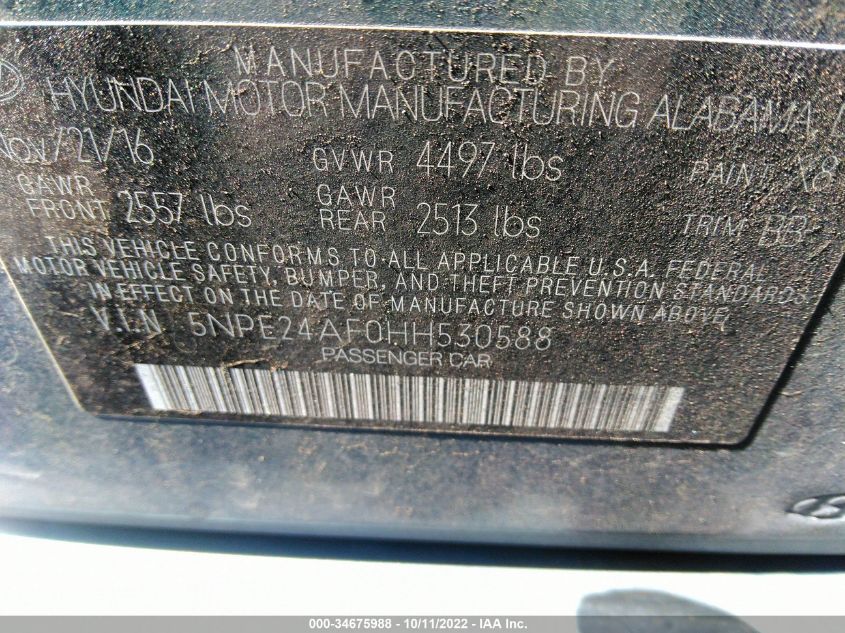 MANUFACTURED BY
HYUNDAI MOTOR MANUFACTURING ALABAMA
Nov/21/16 GVWR 4497 lbs PAINT X8
GAWR FRONT 2557 lbs GAWR REAR 2513 lbs TRIM BB
THIS VEHICLE CONFORMS TO ALL APPLICABLE U.S.A. FEDERAL
MOTOR VEHICLE SAFETY, BUMPER, AND THEFT PREVENTION STANDARDS
IN EFFECT ON THE DATE OF MANUFACTURE SHOWN ABOVE.
V.I.N 5NPE24AF0HH530588
PASSENGER CAR
000-34675988 - 10/11/2022 - IAA Inc.